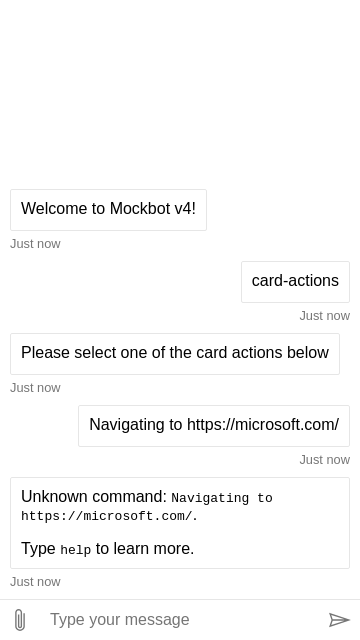 Welcome to Mockbot v4!
Just now
card-actions
Just now
Please select one of the card actions below
Just now
Navigating to https://microsoft.com/
Just now
Unknown command: Navigating to
https://microsoft.com/.
Type help to learn more.
Just now
Type your message